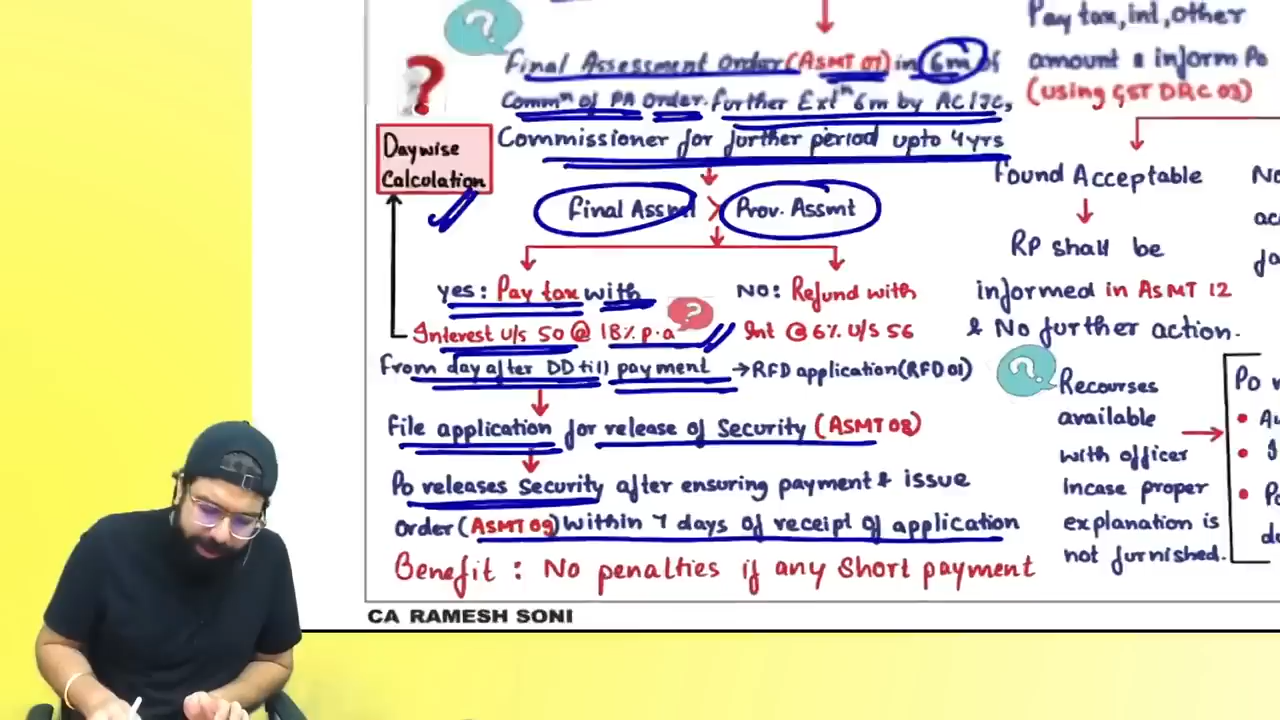 Final Assessment Order (ASMT 07) in 6m of
Commn of PA Order. Further Extn 6m by AC/JC,
Commissioner for further period upto 4yrs
Daywise
Calculation
Final Assmt > Prov. Assmt
yes: Pay tax with
Interest u/s 50 @ 18% p.a
From day after DD till payment
NO: Refund with
Int @ 6% U/S 56
→ RFD application (RFD 01)
File application for release of Security (ASMT 08)
PO releases Security after ensuring payment & issue
order (ASMT 09) within 7 days of receipt of application
Benefit : No penalties if any Short payment
CA RAMESH SONI
Pay tax, int, other
amount & inform PO
(using GST DRC 03)
Found Acceptable
RP shall be
informed in ASMT 12
& No further action.
Recourses
available
with officer
incase proper
explanation is
not furnished.
PO